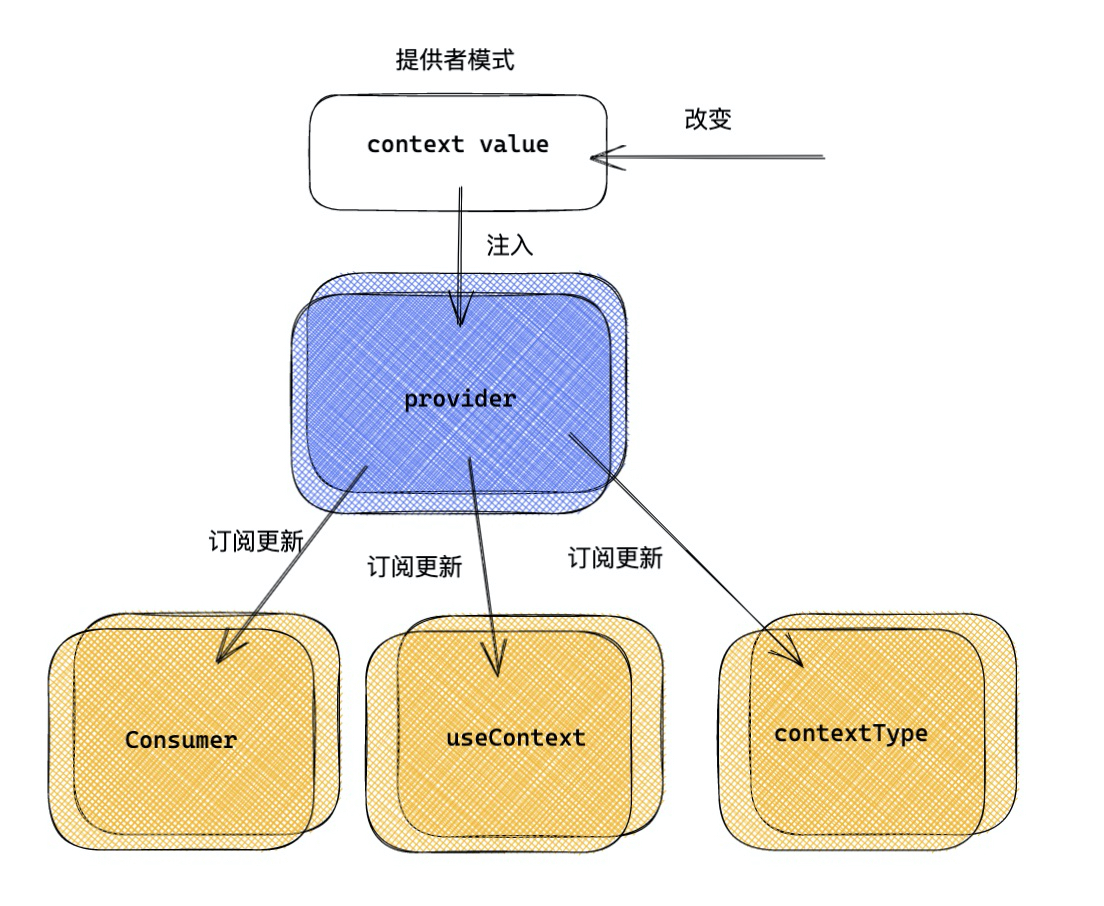 提供者模式
改变
context value
注入
provider
订阅更新
订阅更新
订阅更新
Consumer
useContext
contextType